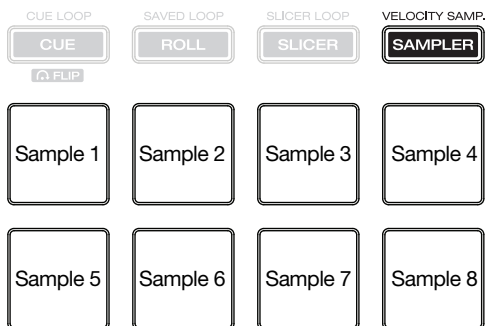 CUE LOOP SAVED LOOP SLICER LOOP VELOCITY SAMP.
CUE ROLL SLICER SAMPLER
FLIP
Sample 1 Sample 2 Sample 3 Sample 4
Sample 5 Sample 6 Sample 7 Sample 8